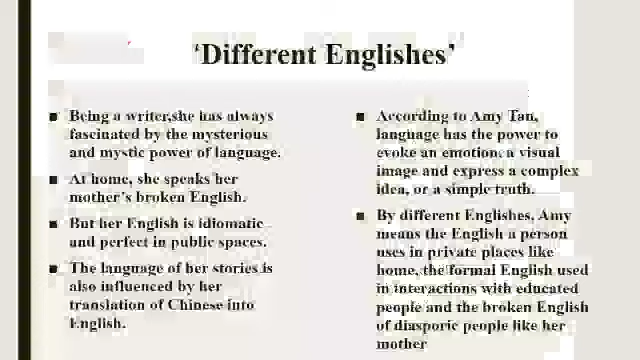 ‘Different Englishes’
Being a writer,she has always
fascinated by the mysterious
and mystic power of language.
At home, she speaks her
mother's broken English.
But her English is idiomatic
and perfect in public spaces.
The language of her stories is
also influenced by her
translation of Chinese into
English.
According to Amy Tan,
language has the power to
evoke an emotion, a visual
image and express a complex
idea, or a simple truth.
By different Englishes, Amy
means the English a person
uses in private places like
home, the formal English used
in interactions with educated
people and the broken English
of diasporic people like her
mother